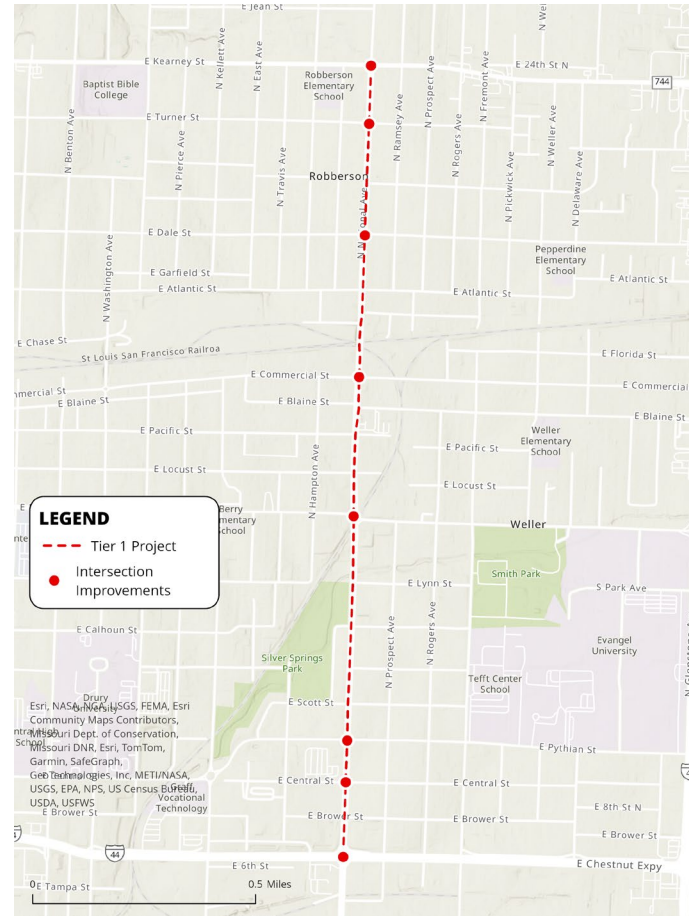 E Jean St
N Wel
E Kearney St
E 24th St N
N Kellett Ave
N East Ave
Robberson
Elementary
School
N Prospect Ave
N Fremont Ave
744
Baptist Bible
College
N Benton Ave
E Turner St
N Pierce Ave
N Travis Ave
N Ramsey Ave
N Rogers Ave
N Pickwick Ave
N Weller Ave
N Delaware Ave
Robberson
E Dale St
N Washington Ave
Pepperdine
Elementary
School
E Garfield St
E Atlantic St
E Atlantic St
E Atlantic St
E Chase St
St Louis San Francisco Railroa
E Florida St
E Commercial St
E Commercial
mmercial St
E Blaine St
E Blaine St
E Blaine St
E Pacific St
Weller
Elementary
School
E Pacific St
E Locust St
E Locust St
N Hampton Ave
Berry
mentary
School
Weller
LEGEND
Tier 1 Project
Intersection
Improvements
Smith Park
E Lynn St
S Park Ave
E Calhoun St
N Prospect Ave
N Rogers Ave
Evangel
University
Silver Springs
Park
Tefft Center
School
Drury
University
E Scott St
Esri, NASA, NGA, USGS, FEMA, Esri
Community Maps Contributors,
Missouri Dept. of Conservation,
Missouri DNR, Esri, TomTom,
Garmin, SafeGraph,
GeoTechnologies, Inc, METI/NASA,
USGS, EPA, NPS, US Census Bureau,
USDA, USFWS
School
E Pythian St
E Central St
E Central St
Vocational
Technology
E Brower St
E Brower St
E Brower St
E 8th St N
E Brower St
44
E 6th St
E Chestnut Expy
E Tampa St
0
0.5 Miles